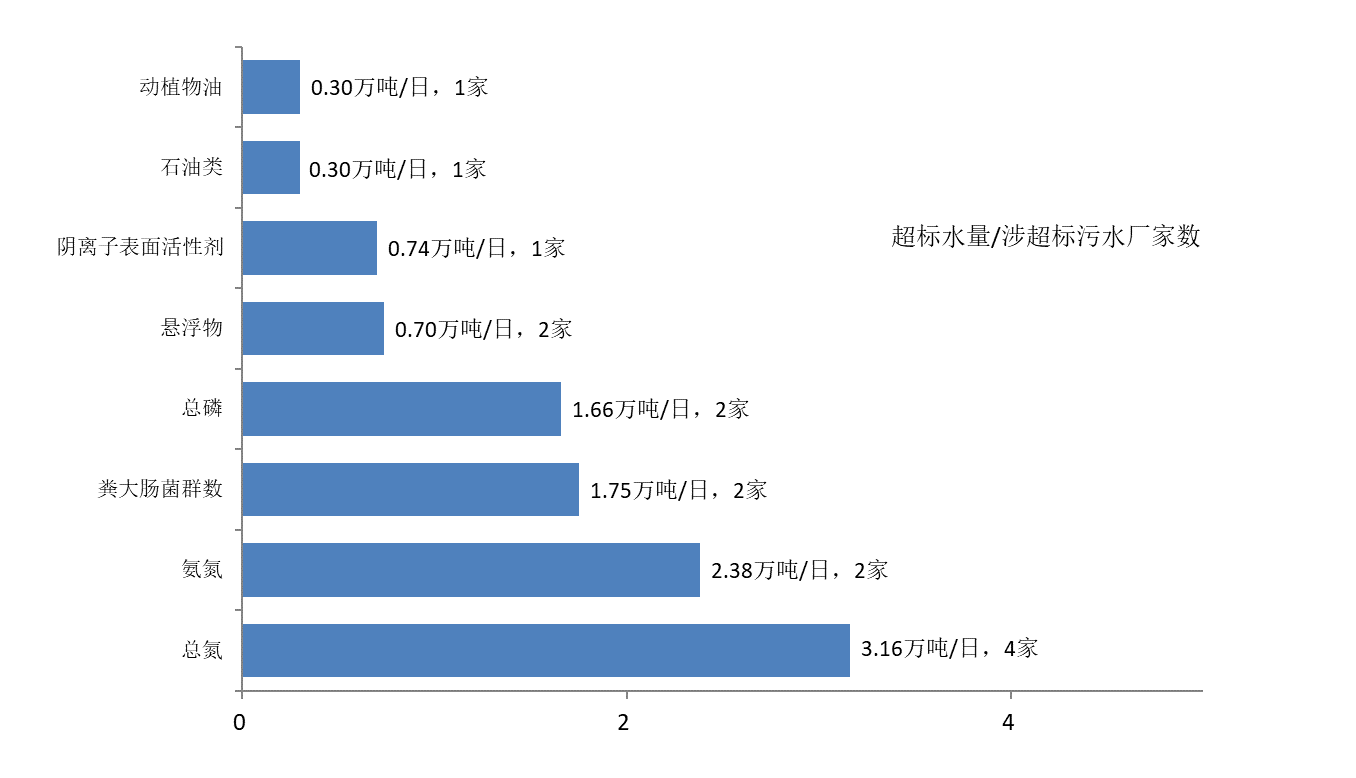 动植物油 0.30万吨/日，1家
石油类 0.30万吨/日，1家
超标水量/涉超标污水厂家数
阴离子表面活性剂 0.74万吨/日，1家
悬浮物 0.70万吨/日，2家
总磷 1.66万吨/日，2家
粪大肠菌群数 1.75万吨/日，2家
氨氮 2.38万吨/日，2家
总氮 3.16万吨/日，4家
0 2 4